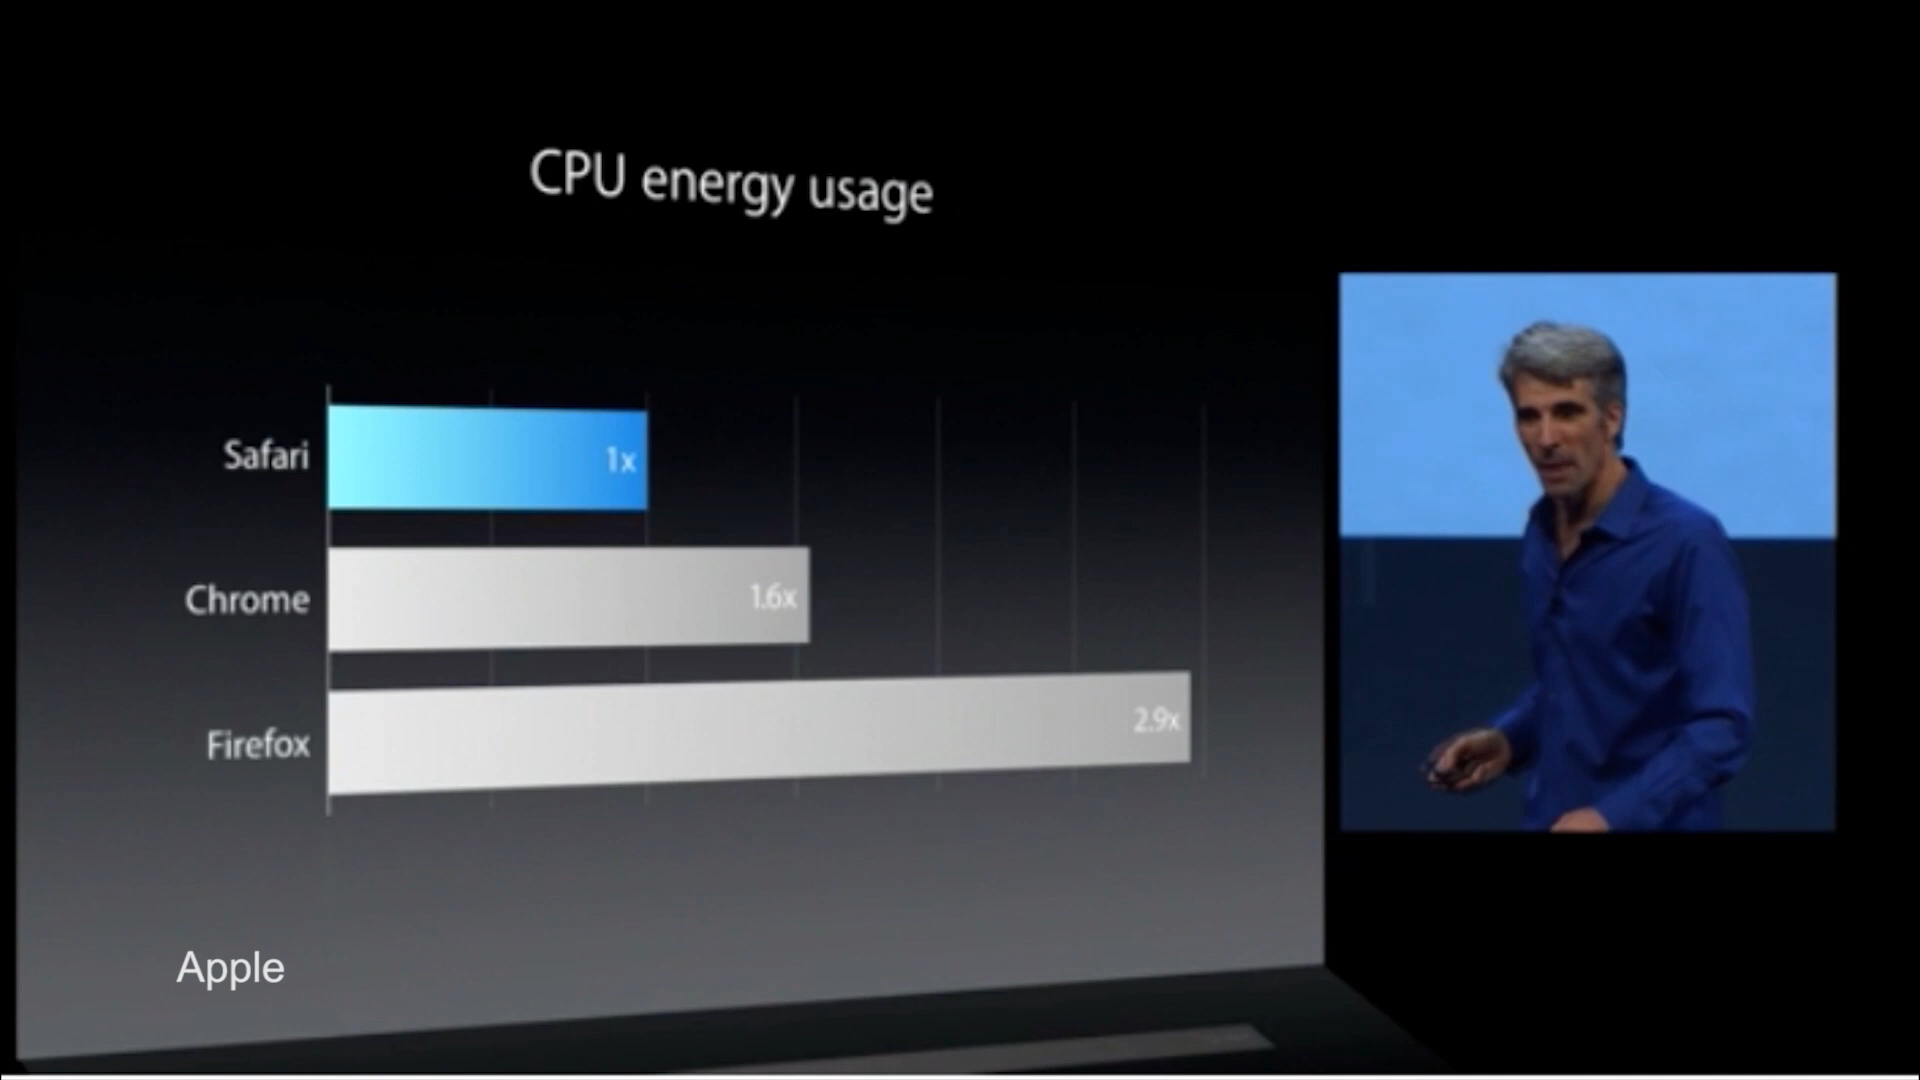 CPU energy usage
Safari
1x
Chrome
1.6x
Firefox
2.9x
Apple